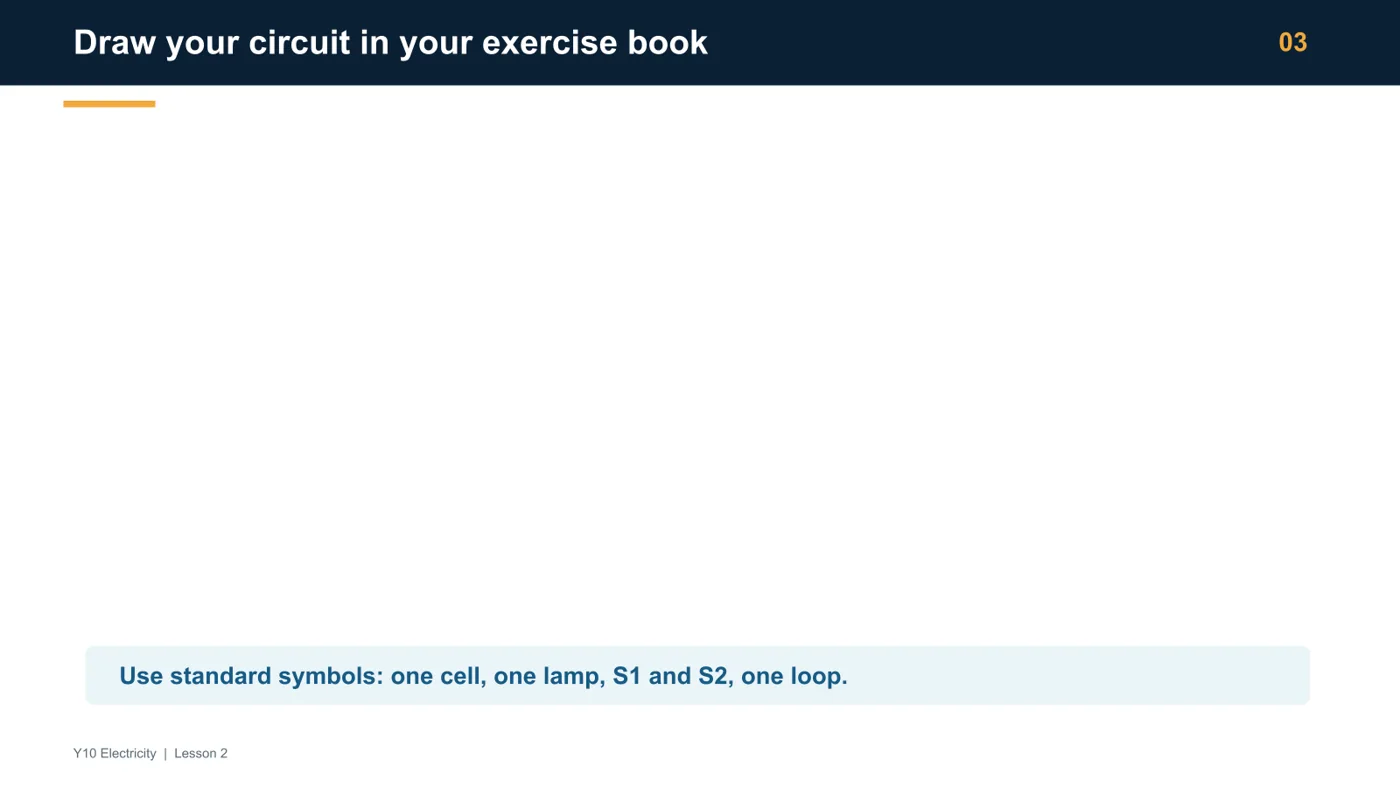 Draw your circuit in your exercise book
03
Use standard symbols: one cell, one lamp, S1 and S2, one loop.
Y10 Electricity | Lesson 2